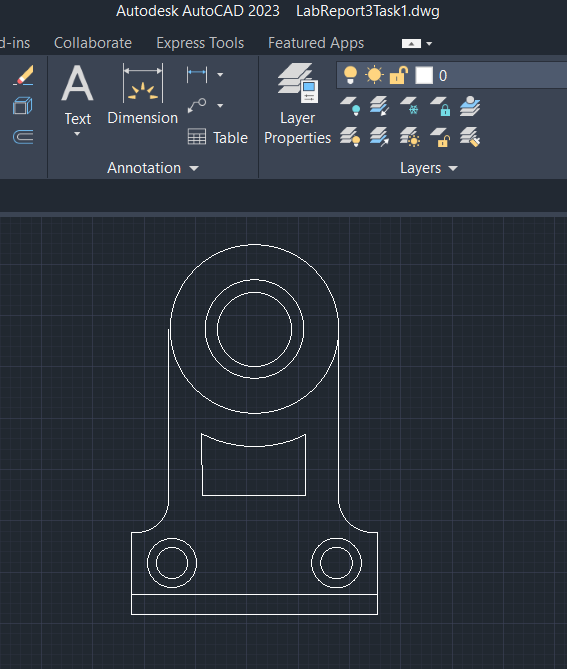 Autodesk AutoCAD 2023 LabReport3Task1.dwg
d-ins Collaborate Express Tools Featured Apps
0
Text
Dimension
Table
Layer
Properties
Annotation
Layers